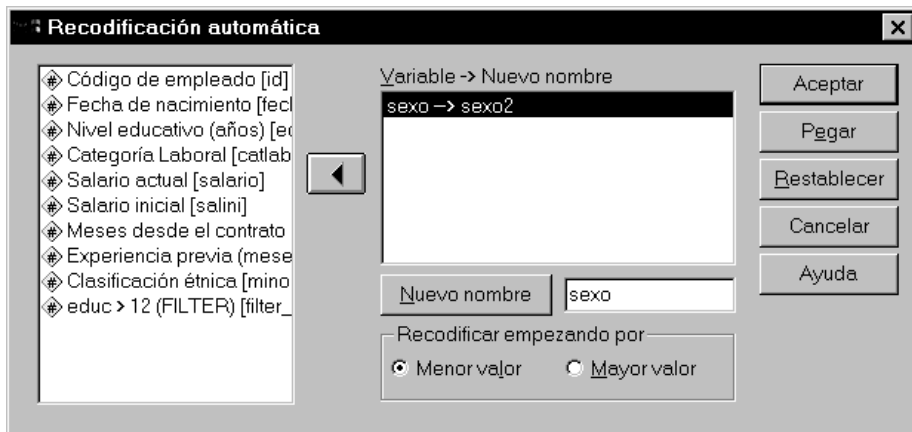 Recodificación automática
Código de empleado [id]
Fecha de nacimiento [fecl
Nivel educativo (años) [ed
Categoría Laboral [catlab
Salario actual [salario]
Salario inicial [salini]
Meses desde el contrato
Experiencia previa (mese
Clasificación étnica [mino
educ > 12 (FILTER) [filter_
Variable -> Nuevo nombre
sexo --> sexo2
Nuevo nombre
sexo
Recodificar empezando por
Menor valor
Mayor valor
Aceptar
Pegar
Restablecer
Cancelar
Ayuda